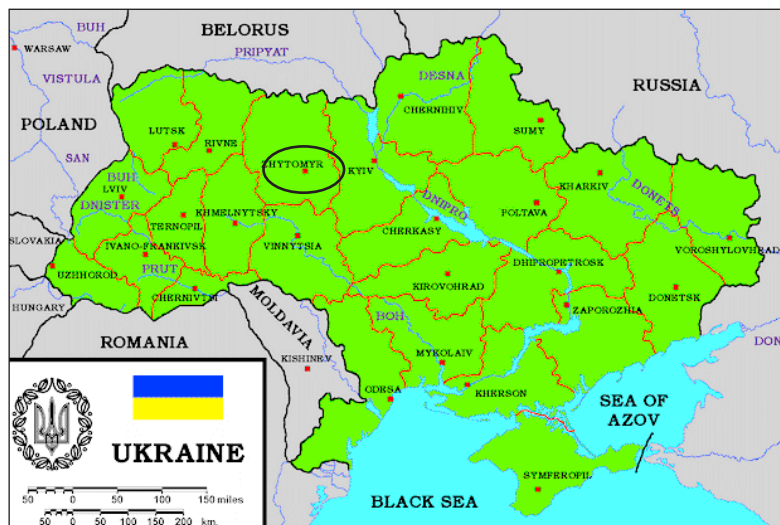 BUH
BELORUS
WARSAW
PRIPYAT
VISTULA
DESNA
RUSSIA
CHERNIHIV
POLAND
LUTSK
SUMY
RIVNE
SAN
ZHYTOMYR
KYIV
BUH
KHARKIV
LVIV
DONETS
DNISTER
DNIPRO
POLTAVA
TERNOPIL
KHMELNYTSKY
CHERKASY
SLOVAKIA
IVANO-FRANKIVSK
VINNYTSIA
VOROSHYLOVHRAD
UZHHOROD
PRUT
DHIPROPETROSK
KIROVOHRAD
CHERNIVTSI
DONETSK
HUNGARY
MOLDAVIA
BOH
ZAPOROZHIA
ROMANIA
DON
KISHINEV
MYKOLAIV
ODESA
KHERSON
SEA OF
AZOV
UKRAINE
SYMFEROPIL
50 0 50 100 150 miles
BLACK SEA
50 0 50 100 150 200 km.